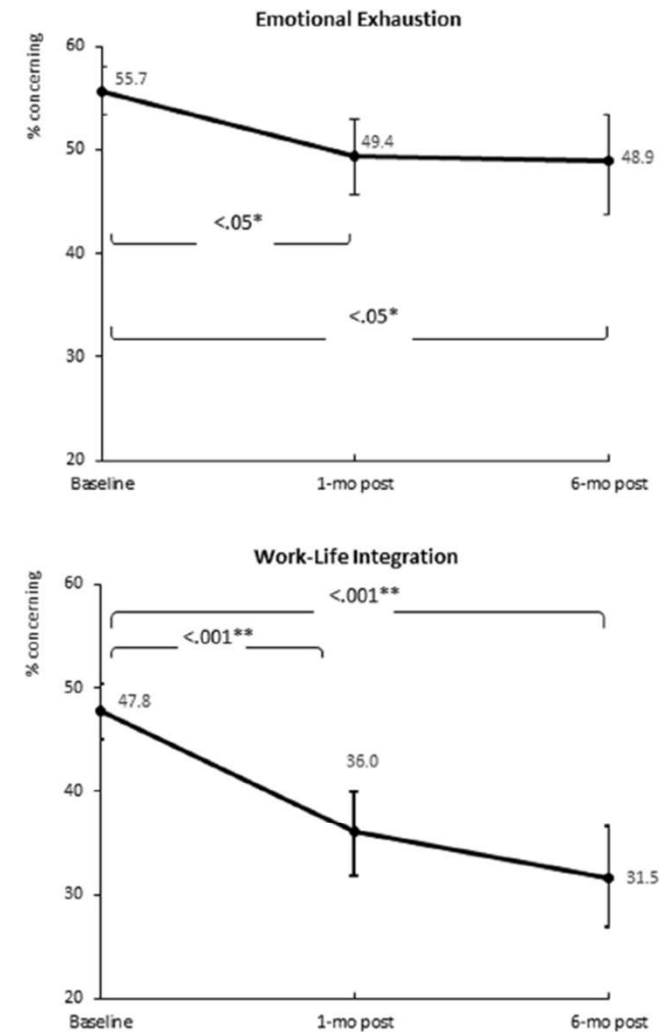 Emotional Exhaustion
% concerning
60
55.7
50
49.4
48.9
<.05*
40
<.05*
30
20
Baseline
1-mo post
6-mo post
Work-Life Integration
% concerning
60
<.001**
<.001**
50
47.8
36.0
40
30
31.5
20
Baseline
1-mo post
6-mo post